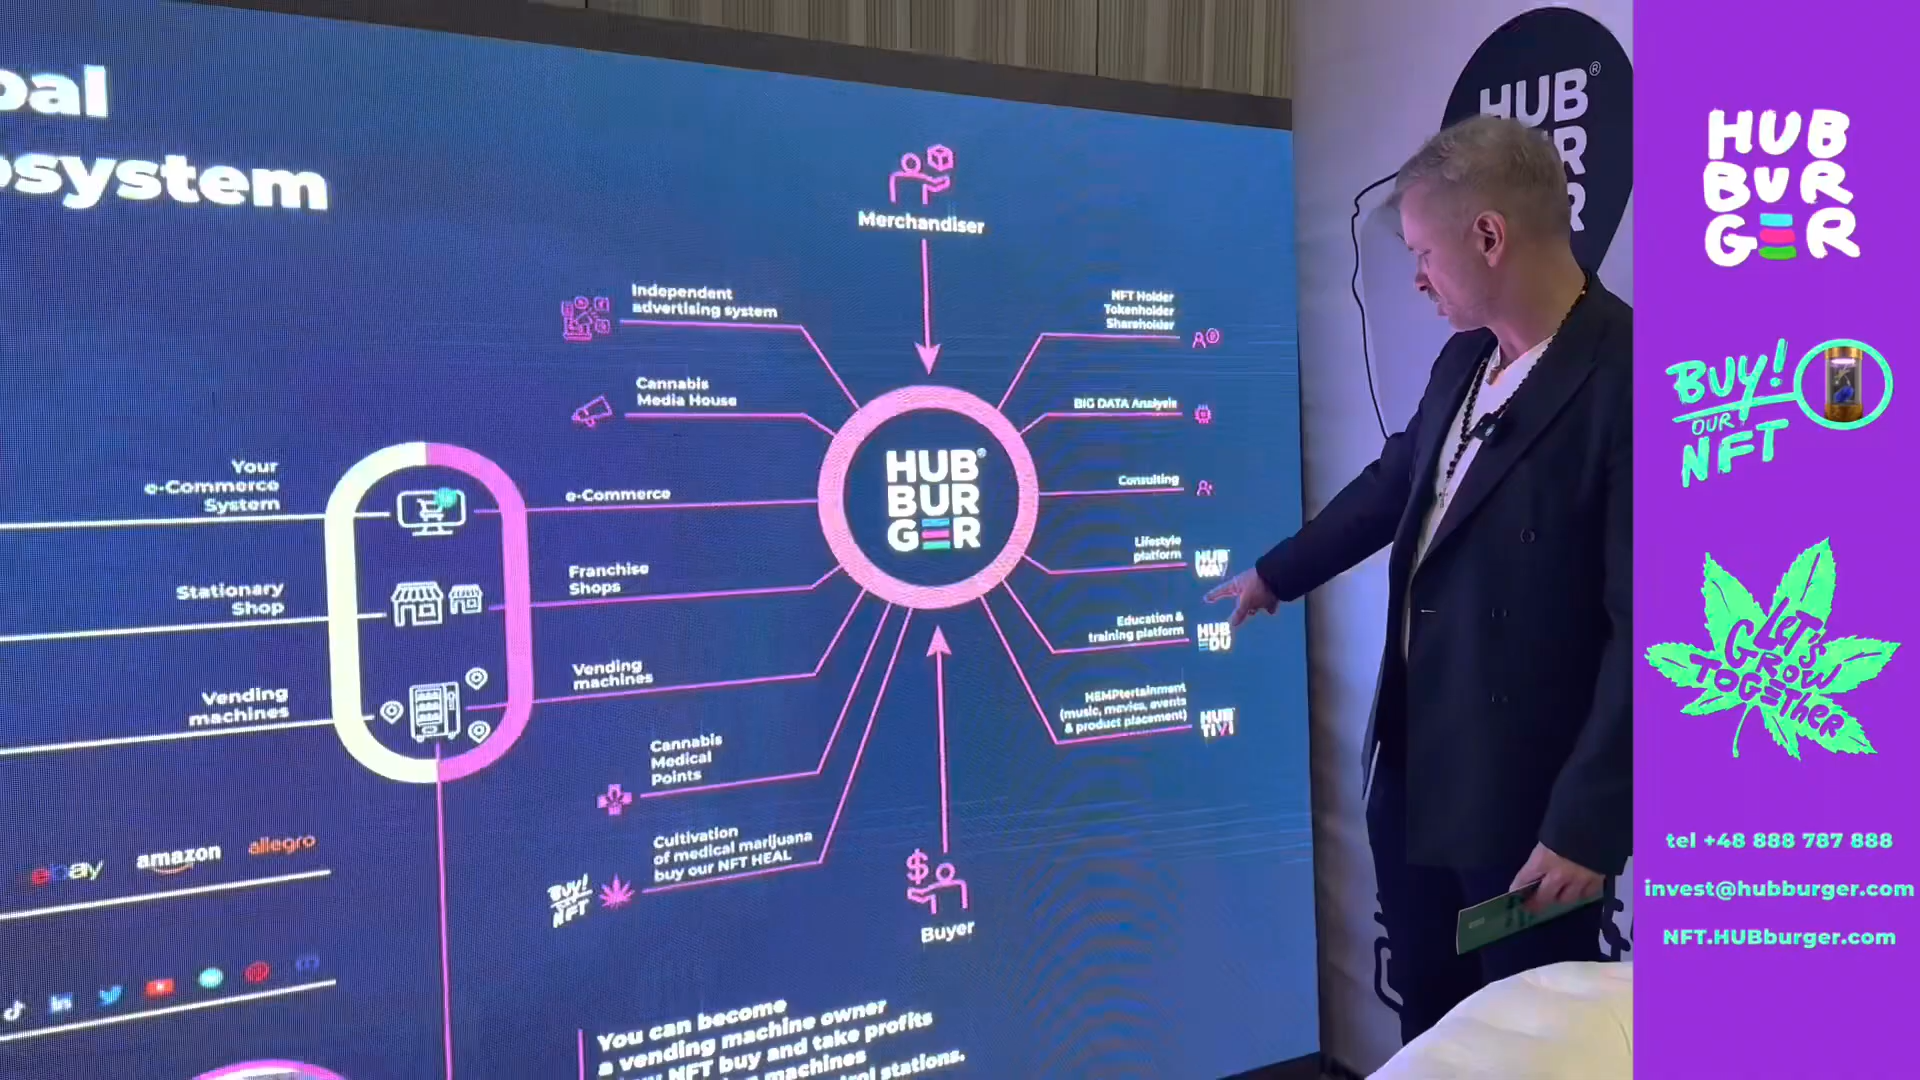 osystem
Merchandiser
Independent
advertising system
Cannabis
Media House
NFT Holder
Tokenholder
Shareholder
BIG DATA Analysis
Consulting
Lifestyle
platform
HUB
WAY
Education &
training platform
HUB
EDU
HEMPtertainment
(music, movies, events
& product placement)
HUB
TIVI
HUB®
BUR
GER
Your
e-Commerce
System
e-Commerce
Stationary
Shop
Franchise
Shops
Vending
machines
Vending
machines
Cannabis
Medical
Points
Cultivation
of medical marijuana
buy our NFT HEAL
BUY!
NFT
Buyer
ebay
amazon
allegro
in
You can become
a vending machine owner
NFT buy and take profits
machines
stations.
HUB®
R
R
HUB
BUR
GER
BUY!
OUR
NFT
LET'S
GROW
TOGETHER
tel +48 888 787 888
invest@hubburger.com
NFT.HUBburger.com